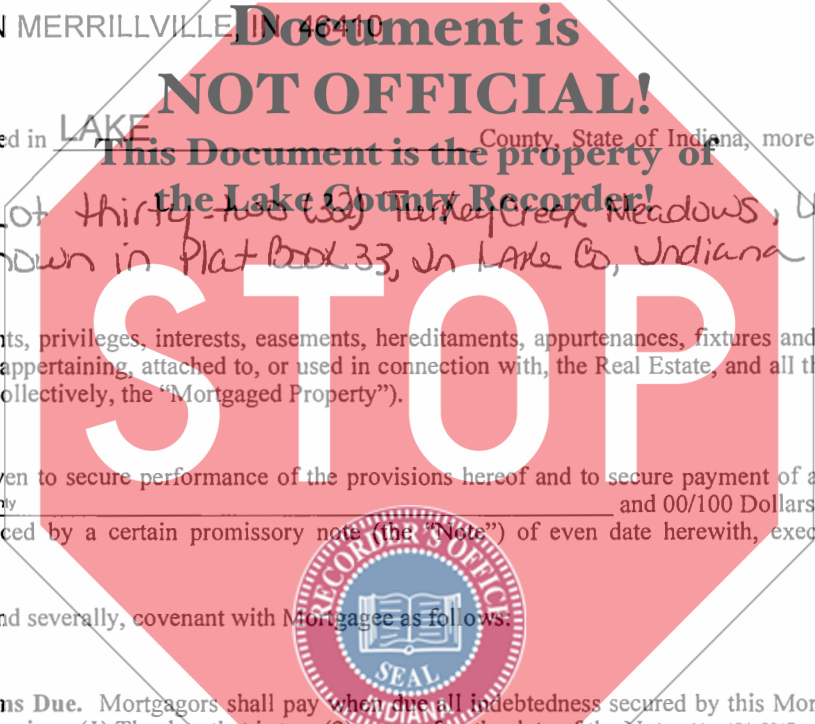 MERRILLVILLE, IN 46410
Document is
NOT OFFICIAL!
ed in LAKE County, State of Indiana, more
This Document is the property of
the Lake County Recorder!
ot thirty-two (32) Turkey Creek Meadows, U
hown in Plat Book 33, In Lake Co, Indiana
STOP
nts, privileges, interests, easements, hereditaments, appurtenances, fixtures and
appertaining, attached to, or used in connection with, the Real Estate, and all th
ollectively, the “Mortgaged Property”).
ven to secure performance of the provisions hereof and to secure payment of a
and 00/100 Dollars
ced by a certain promissory note (the “Note”) of even date herewith, exec
RECORDER'S OFFICE
SEAL
INDIANA
nd severally, covenant with Mortgagee as follows:
ns Due. Mortgagors shall pay when due all indebtedness secured by this Mor